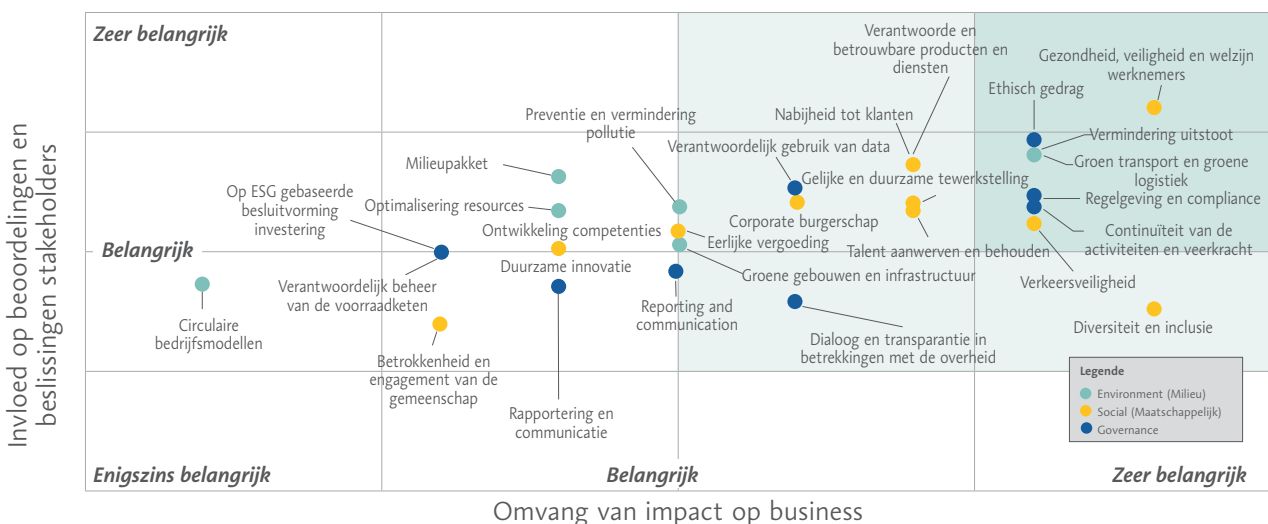 Invloed op beoordelingen en
beslissingen stakeholders
Zeer belangrijk
Belangrijk
Enigszins belangrijk
Belangrijk
Zeer belangrijk
Omvang van impact op business
Verantwoorde en
betrouwbare producten en
diensten
Gezondheid, veiligheid en welzijn
werknemers
Ethisch gedrag
Preventie en vermindering
pollutie
Nabijheid tot klanten
Vermindering uitstoot
Verantwoordelijk gebruik van data
Milieupakket
Groen transport en groene
logistiek
Gelijke en duurzame tewerkstelling
Op ESG gebaseerde
besluitvorming
investering
Optimalisering resources
Regelgeving en compliance
Corporate burgerschap
Ontwikkeling competenties
Eerlijke vergoeding
Talent aanwerven en behouden
Continuïteit van de
activiteiten en veerkracht
Duurzame innovatie
Groene gebouwen en infrastructuur
Verkeersveiligheid
Verantwoordelijk beheer
van de voorraadketen
Reporting and
communication
Circulaire
bedrijfsmodellen
Diversiteit en inclusie
Dialoog en transparantie in
betrekkingen met de overheid
Betrokkenheid en
engagement van de
gemeenschap
Rapportering en
communicatie
Legende
Environment (Milieu)
Social (Maatschappelijk)
Governance